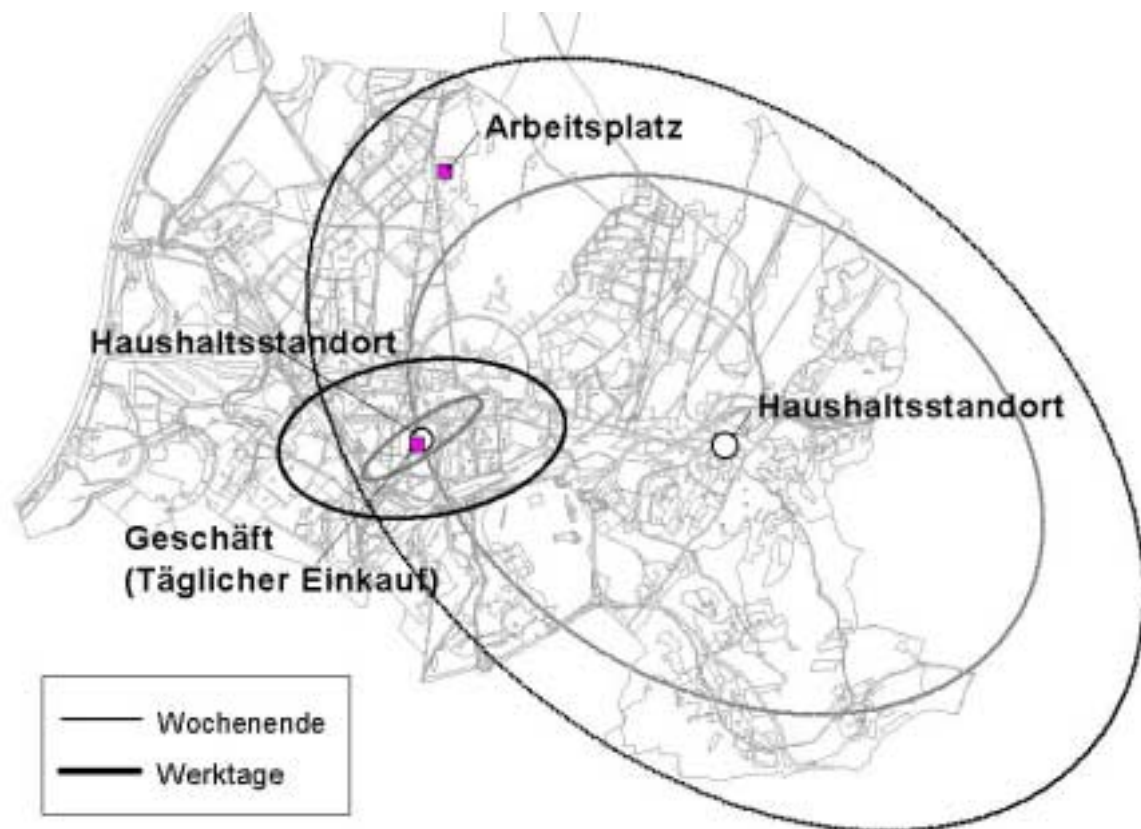 Arbeitsplatz
Haushaltsstandort
Haushaltsstandort
Geschäft
(Täglicher Einkauf)
Wochenende
Werktage